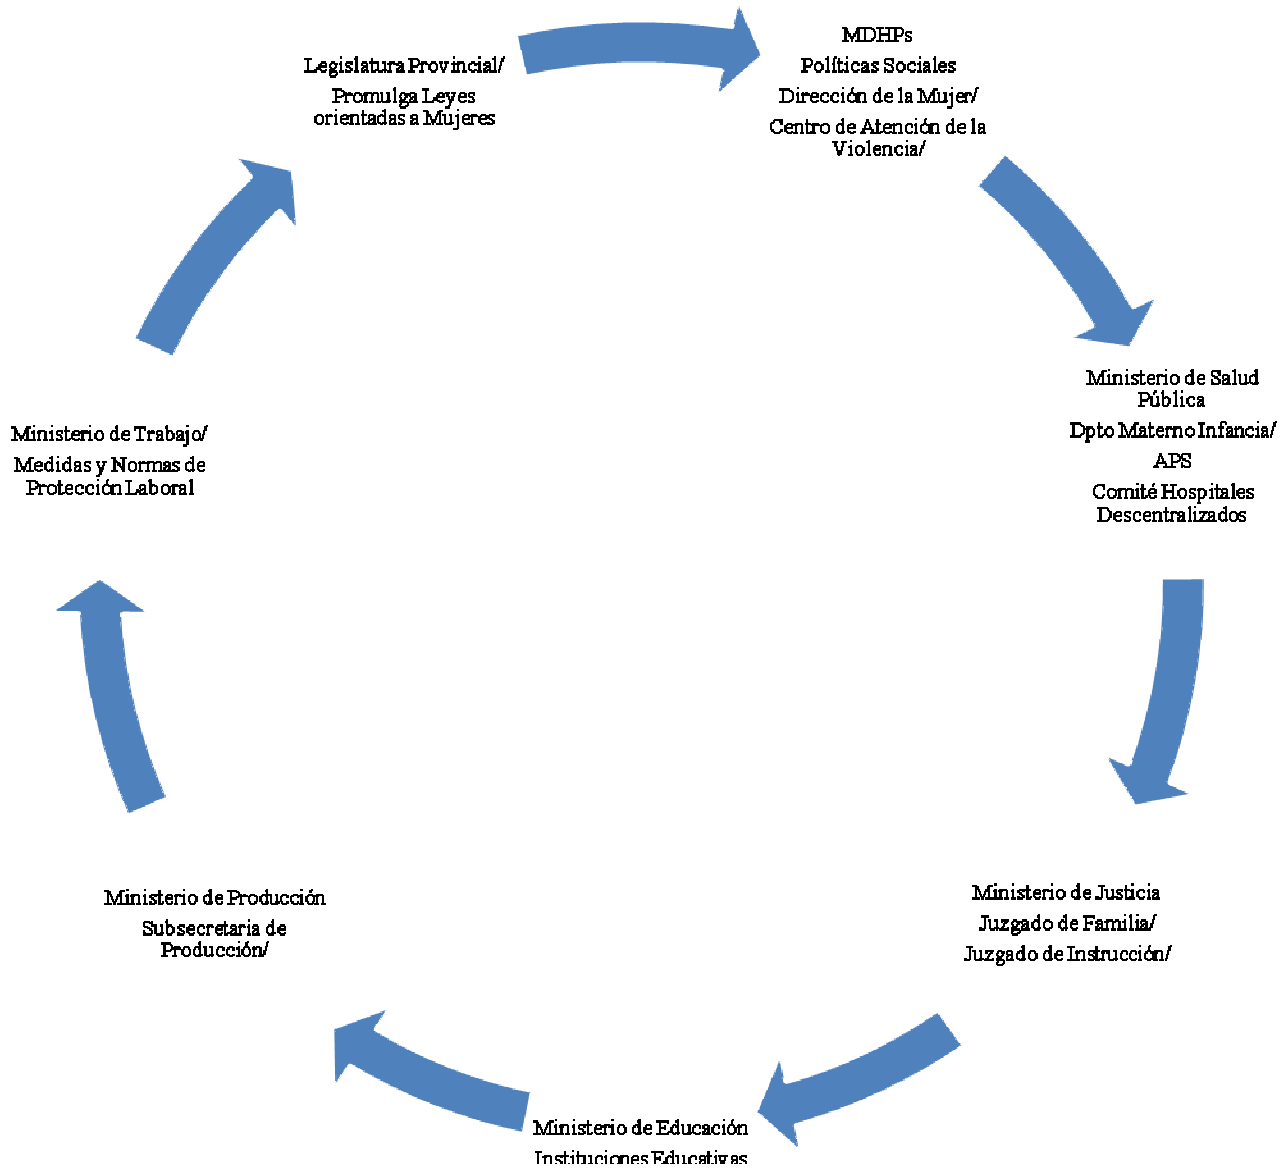 Legislatura Provincial/
Promulga Leyes
orientadas a Mujeres
MDHPs
Políticas Sociales
Dirección de la Mujer/
Centro de Atención de la
Violencia/
Ministerio de Salud
Pública
Dpto Materno Infancia/
APS
Comité Hospitales
Descentralizados
Ministerio de Justicia
Juzgado de Familia/
Juzgado de Instrucción/
Ministerio de Educación
Instituciones Educativas
Ministerio de Producción
Subsecretaria de
Producción/
Ministerio de Trabajo/
Medidas y Normas de
Protección Laboral